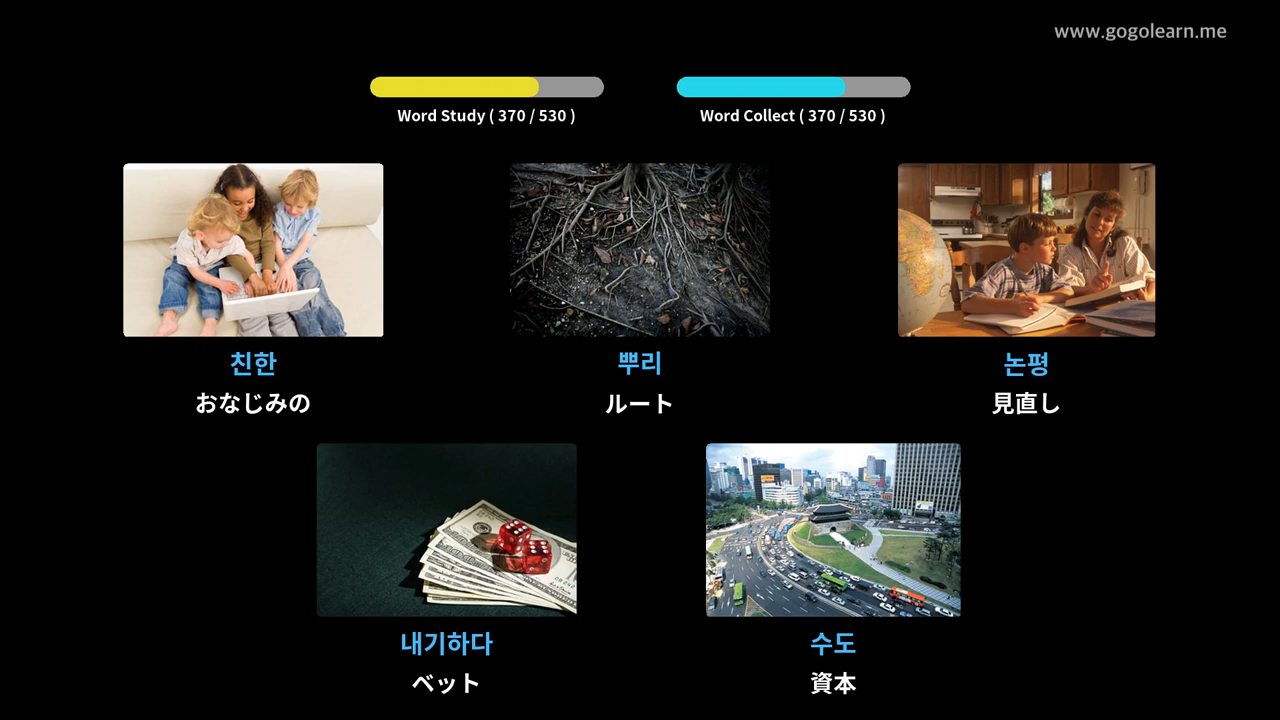 www.gogolearn.me
Word Study ( 370 / 530 )
Word Collect ( 370 / 530 )
친한
おなじみの
뿌리
ルート
논평
見直し
내기하다
ベット
수도
資本